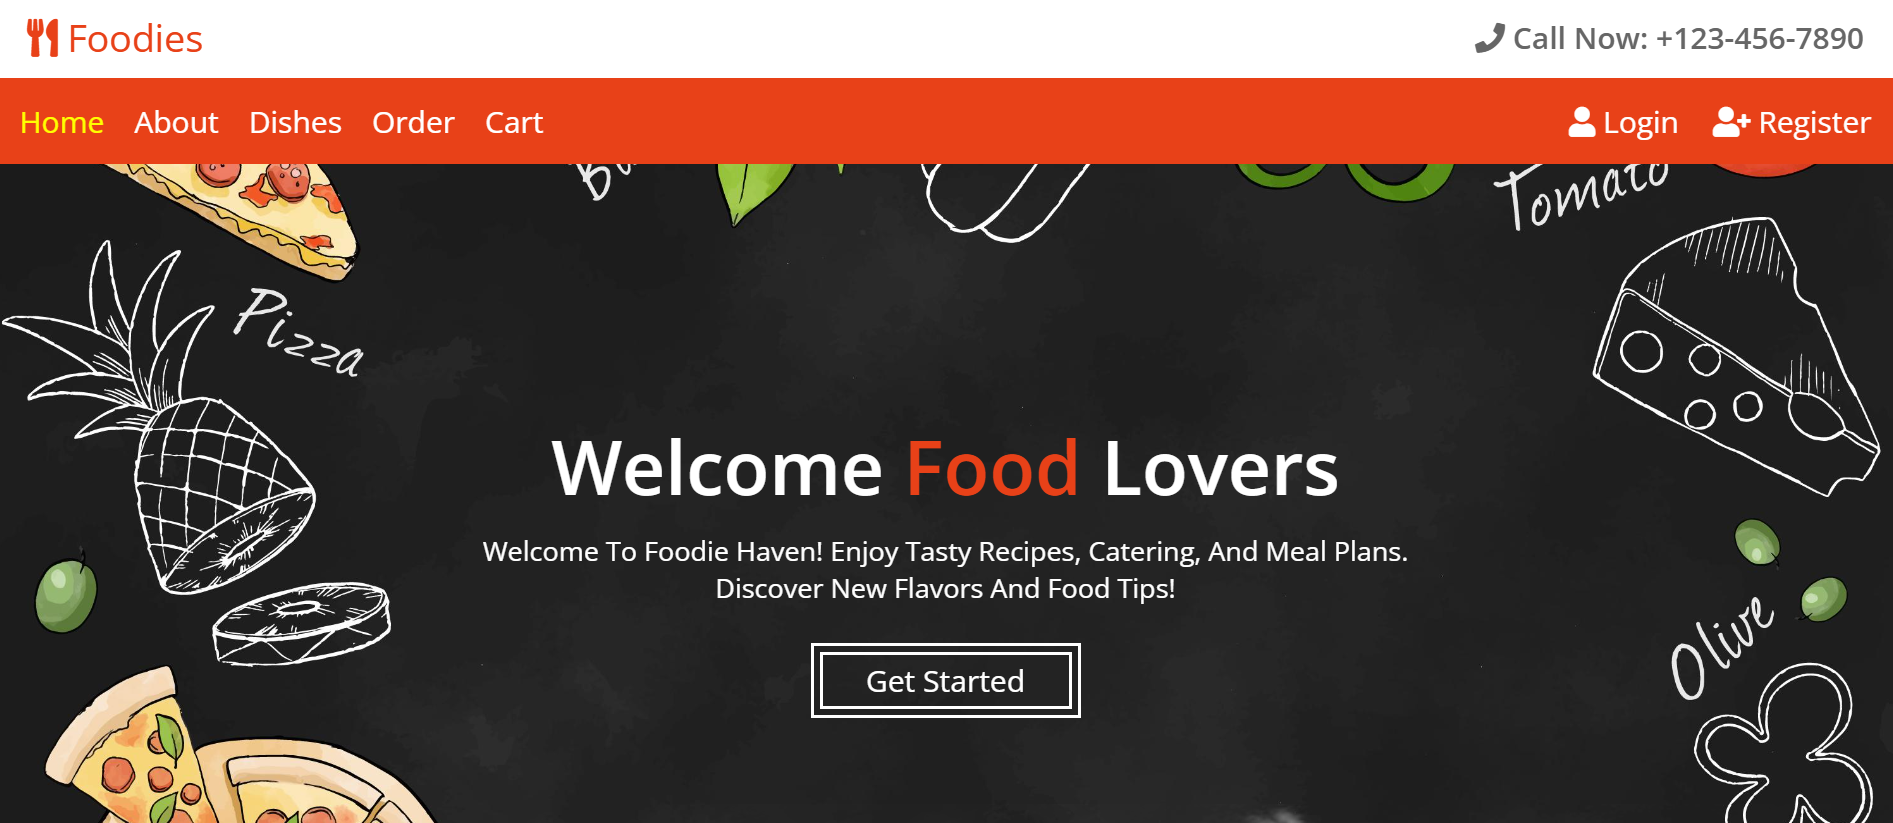 Foodies
Call Now: +123-456-7890
Home About Dishes Order Cart
Login Register
Tomato
Pizza
Welcome Food Lovers
Welcome To Foodie Haven! Enjoy Tasty Recipes, Catering, And Meal Plans.
Discover New Flavors And Food Tips!
Olive
Get Started